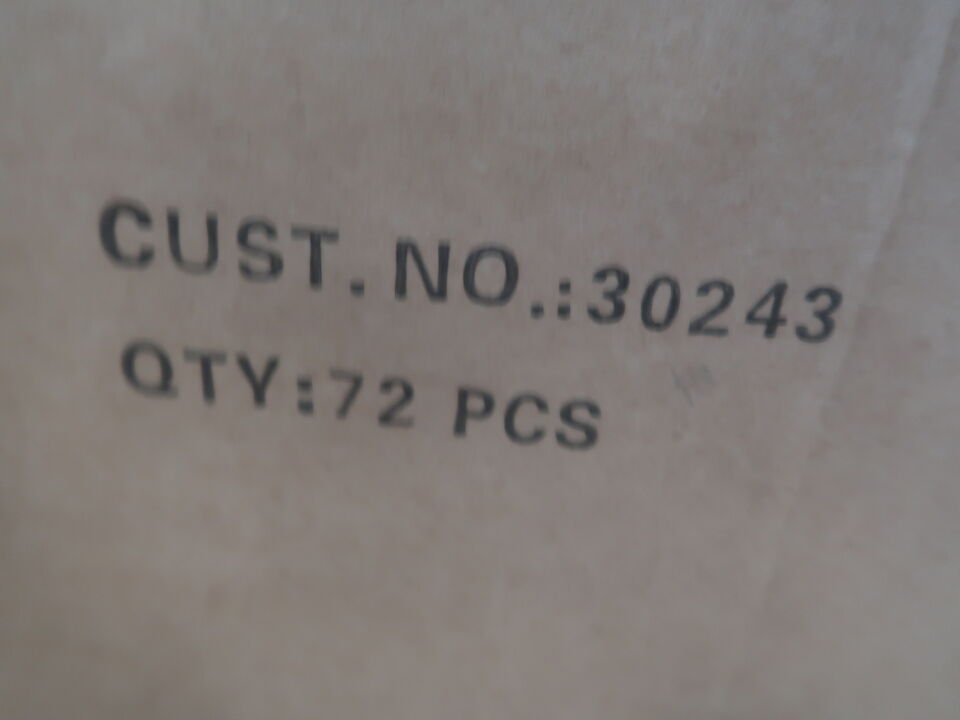 CUST. NO.:30243
QTY:72 PCS